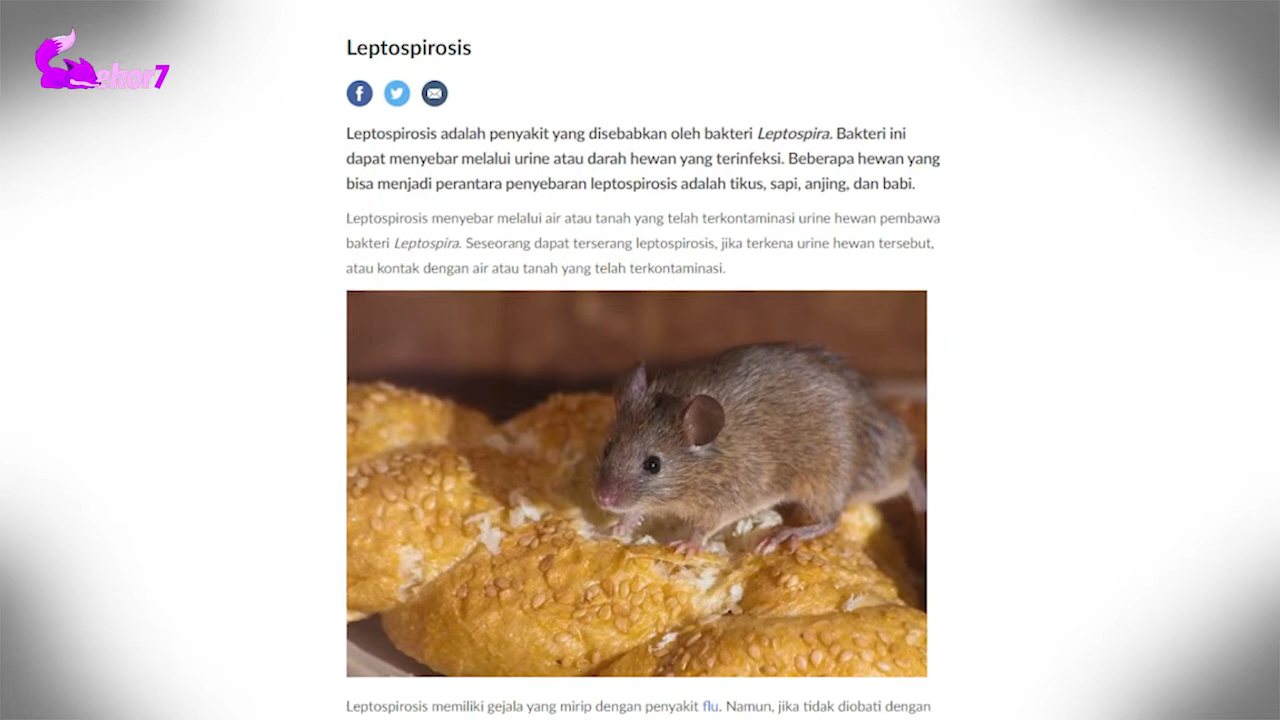 ekor7
Leptospirosis
Leptospirosis adalah penyakit yang disebabkan oleh bakteri Leptospira. Bakteri ini
dapat menyebar melalui urine atau darah hewan yang terinfeksi. Beberapa hewan yang
bisa menjadi perantara penyebaran leptospirosis adalah tikus, sapi, anjing, dan babi.
Leptospirosis menyebar melalui air atau tanah yang telah terkontaminasi urine hewan pembawa
bakteri Leptospira. Seseorang dapat terserang leptospirosis, jika terkena urine hewan tersebut,
atau kontak dengan air atau tanah yang telah terkontaminasi.
Leptospirosis memiliki gejala yang mirip dengan penyakit flu. Namun, jika tidak diobati dengan